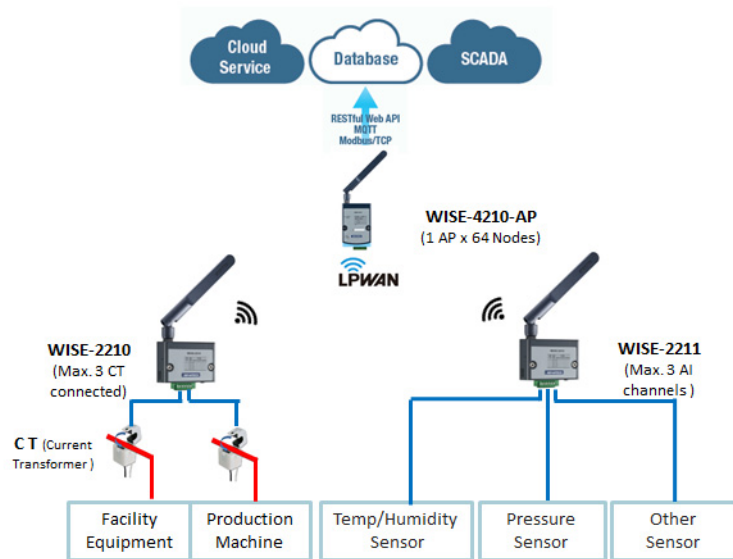 Cloud
Service
Database
SCADA
RESTful Web API
MQTT
Modbus/TCP
WISE-4210-AP
(1 AP x 64 Nodes)
LPWAN
WISE-2210
(Max. 3 CT
connected)
WISE-2211
(Max. 3 AI
channels )
C T (Current
Transformer )
Facility
Equipment
Production
Machine
Temp/Humidity
Sensor
Pressure
Sensor
Other
Sensor